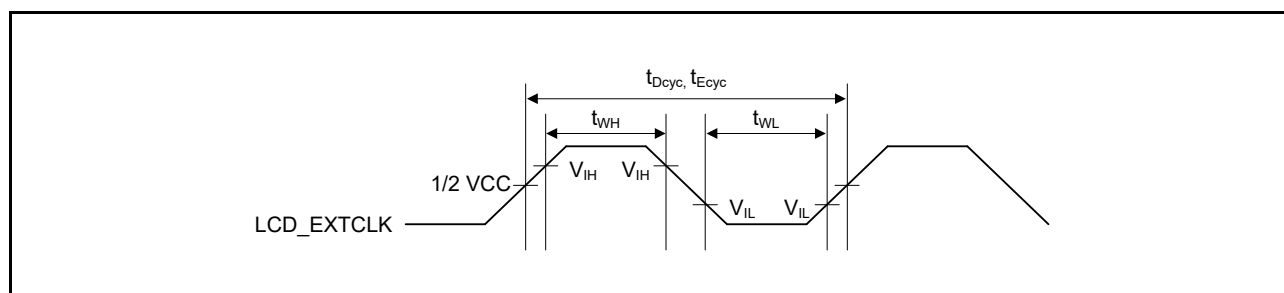 tDcyc, tEcyc
tWH tWL
VIH VIH
1/2 VCC
VIL VIL
LCD_EXTCLK